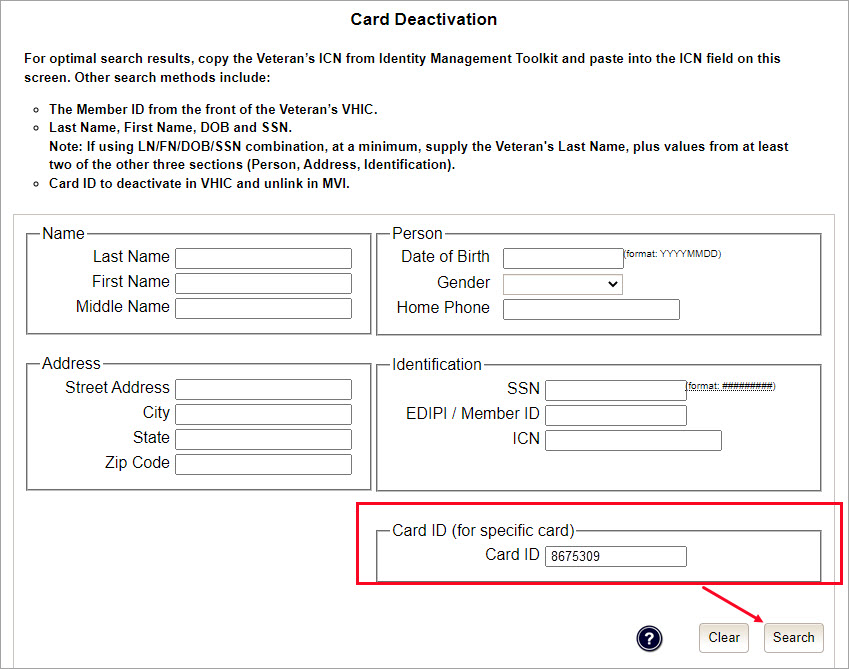 Card Deactivation
For optimal search results, copy the Veteran's ICN from Identity Management Toolkit and paste into the ICN field on this
screen. Other search methods include:
The Member ID from the front of the Veteran's VHIC.
Last Name, First Name, DOB and SSN.
Note: If using LN/FN/DOB/SSN combination, at a minimum, supply the Veteran's Last Name, plus values from at least
two of the other three sections (Person, Address, Identification).
Card ID to deactivate in VHIC and unlink in MVI.
Name
Last Name
First Name
Middle Name
Person
Date of Birth (format: YYYYMMDD)
Gender
Home Phone
Address
Street Address
City
State
Zip Code
Identification
SSN (format: #########)
EDIPI / Member ID
ICN
Card ID (for specific card)
Card ID 8675309
? Clear Search